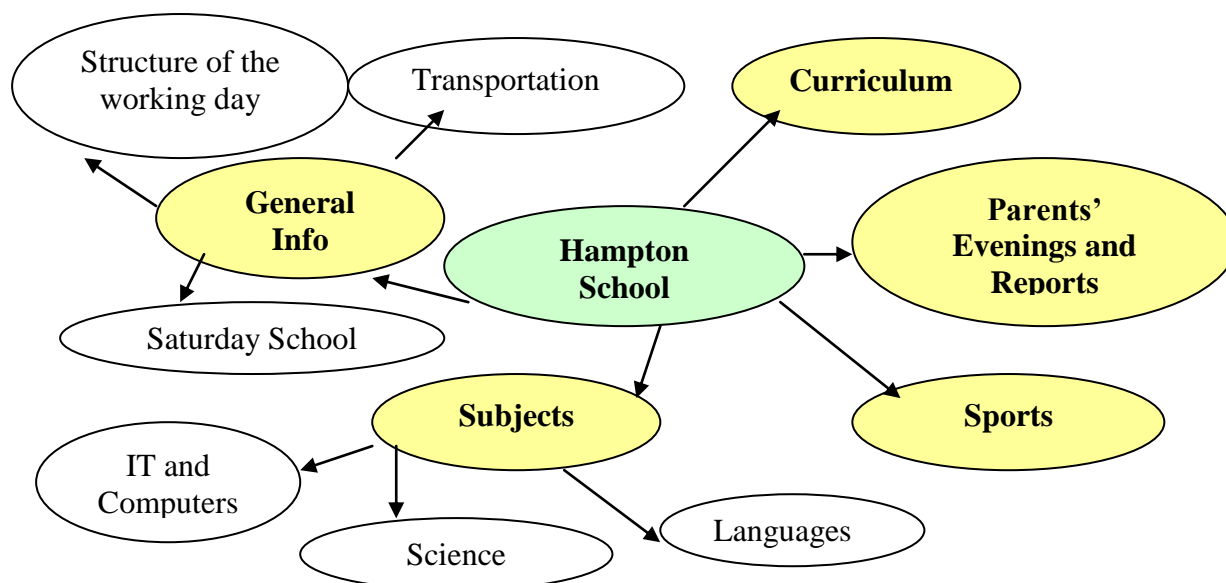 Structure of the
working day
Transportation
Curriculum
General
Info
Hampton
School
Parents’
Evenings and
Reports
Saturday School
Subjects
Sports
IT and
Computers
Science
Languages